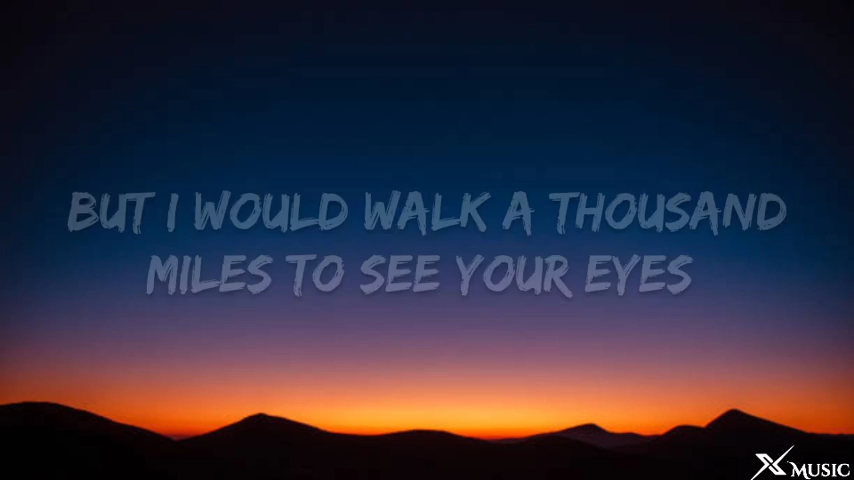 BUT I WOULD WALK A THOUSAND
MILES TO SEE YOUR EYES
X MUSIC